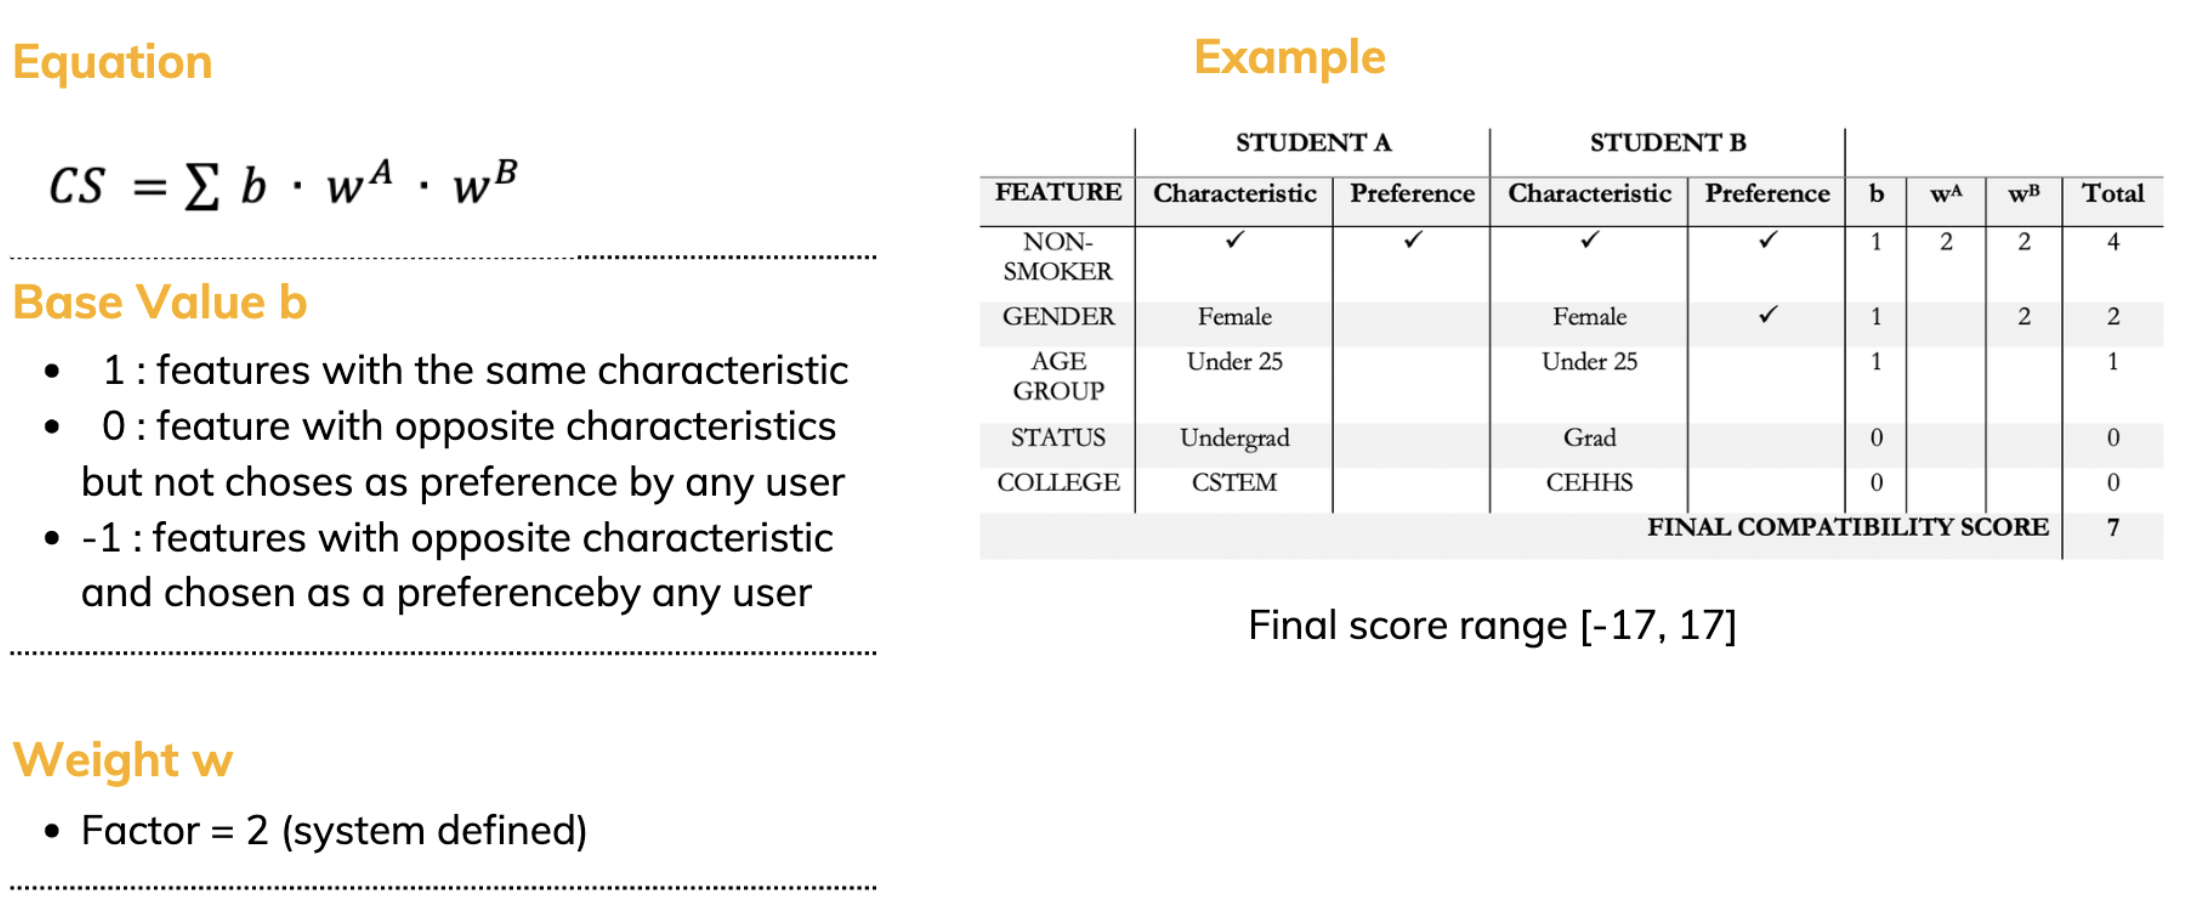 Equation
CS = ∑ b · w^A · w^B
Base Value b
• 1 : features with the same characteristic
• 0 : feature with opposite characteristics
but not choses as preference by any user
• -1 : features with opposite characteristic
and chosen as a preferenceby any user
Weight w
• Factor = 2 (system defined)
Example
STUDENT A STUDENT B
FEATURE Characteristic Preference Characteristic Preference b w^A w^B Total
NON- ✓ ✓ ✓ ✓ 1 2 2 4
SMOKER
GENDER Female Female ✓ 1 2 2
AGE Under 25 Under 25 1 1
GROUP
STATUS Undergrad Grad 0 0
COLLEGE CSTEM CEHHS 0 0
FINAL COMPATIBILITY SCORE 7
Final score range [-17, 17]